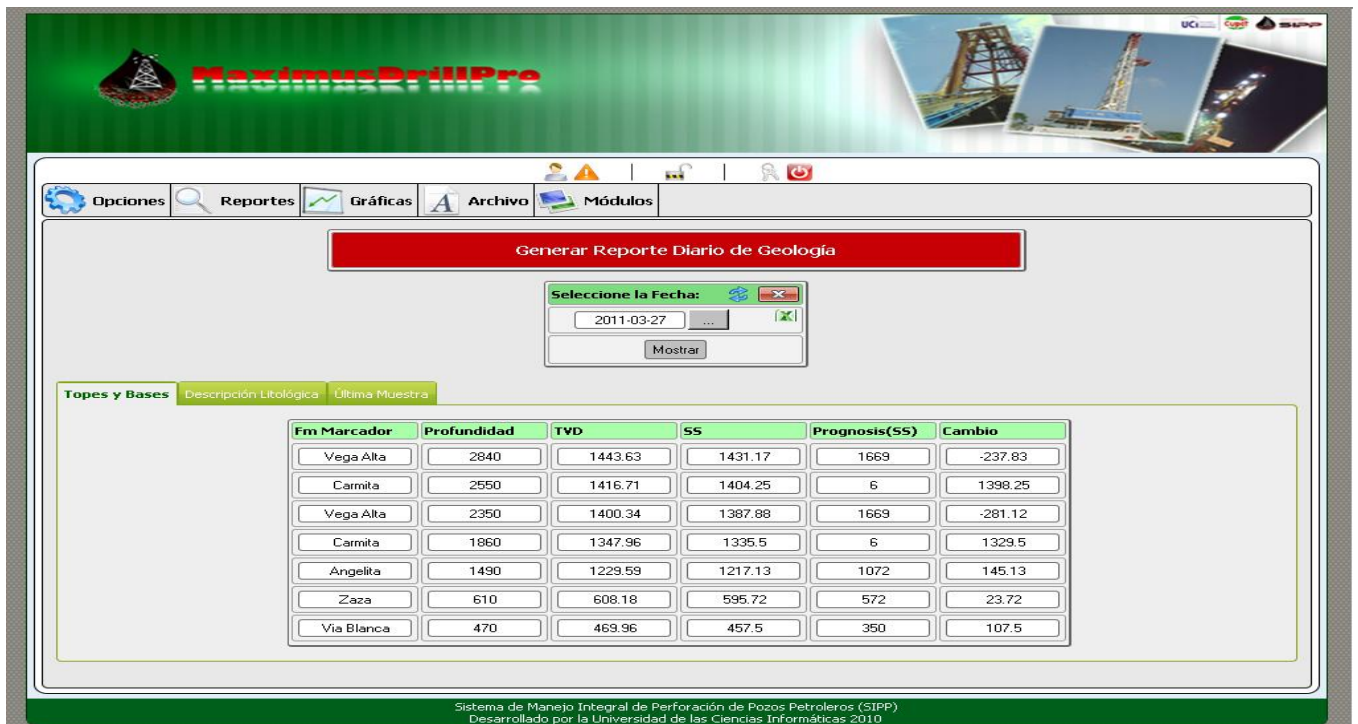 UCi Cupet SIPP
MaximusDrillPro
Opciones Reportes Gráficas A Archivo Módulos
Generar Reporte Diario de Geología
Seleccione la Fecha:
2011-03-27 ...
Mostrar
Topes y Bases Descripción Litológica Última Muestra
Fm Marcador Profundidad TVD SS Prognosis(SS) Cambio
Vega Alta 2840 1443.63 1431.17 1669 -237.83
Carmita 2550 1416.71 1404.25 6 1398.25
Vega Alta 2350 1400.34 1387.88 1669 -281.12
Carmita 1860 1347.96 1335.5 6 1329.5
Angelita 1490 1229.59 1217.13 1072 145.13
Zaza 610 608.18 595.72 572 23.72
Via Blanca 470 469.96 457.5 350 107.5
Sistema de Manejo Integral de Perforación de Pozos Petroleros (SIPP)
Desarrollado por la Universidad de las Ciencias Informáticas 2010